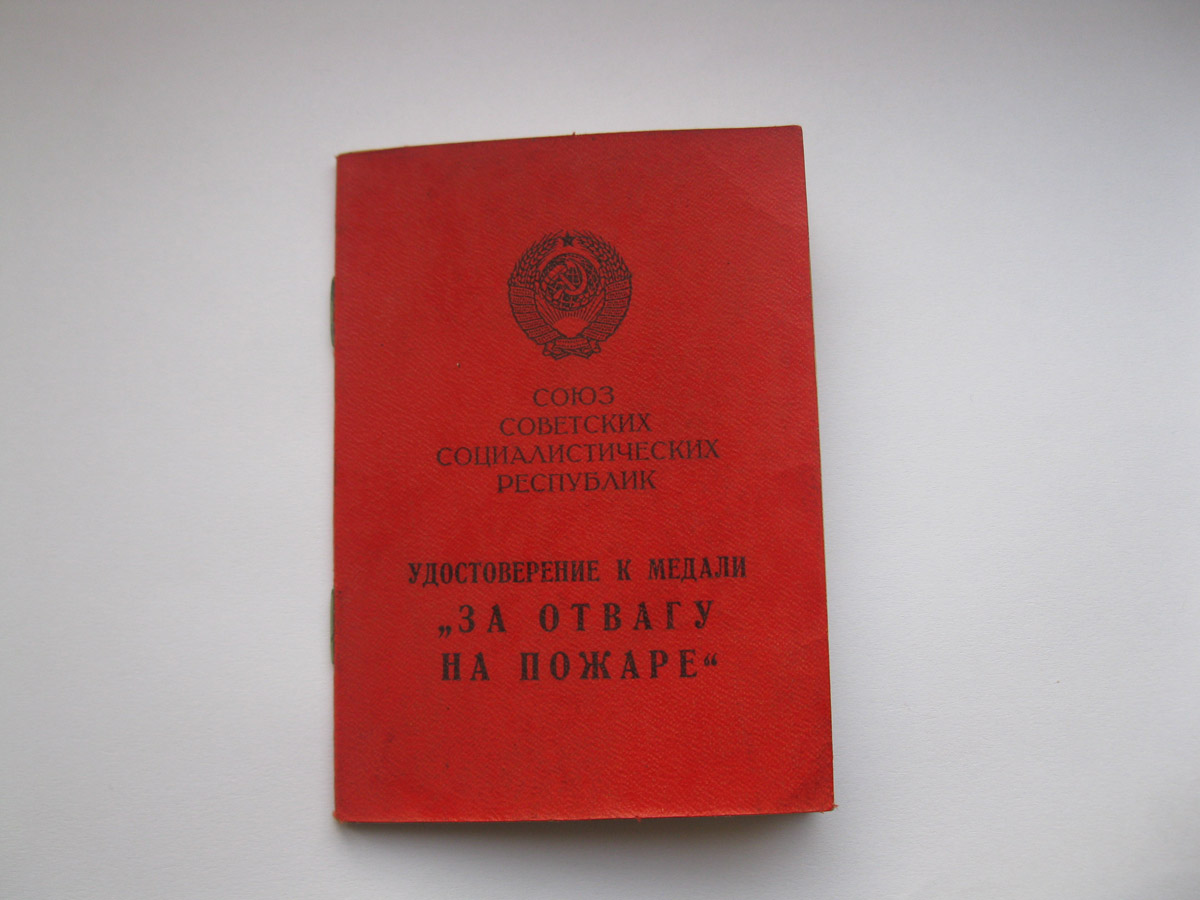 СОЮЗ
СОВЕТСКИХ
СОЦИАЛИСТИЧЕСКИХ
РЕСПУБЛИК
УДОСТОВЕРЕНИЕ К МЕДАЛИ
„ЗА ОТВАГУ
НА ПОЖАРЕ“